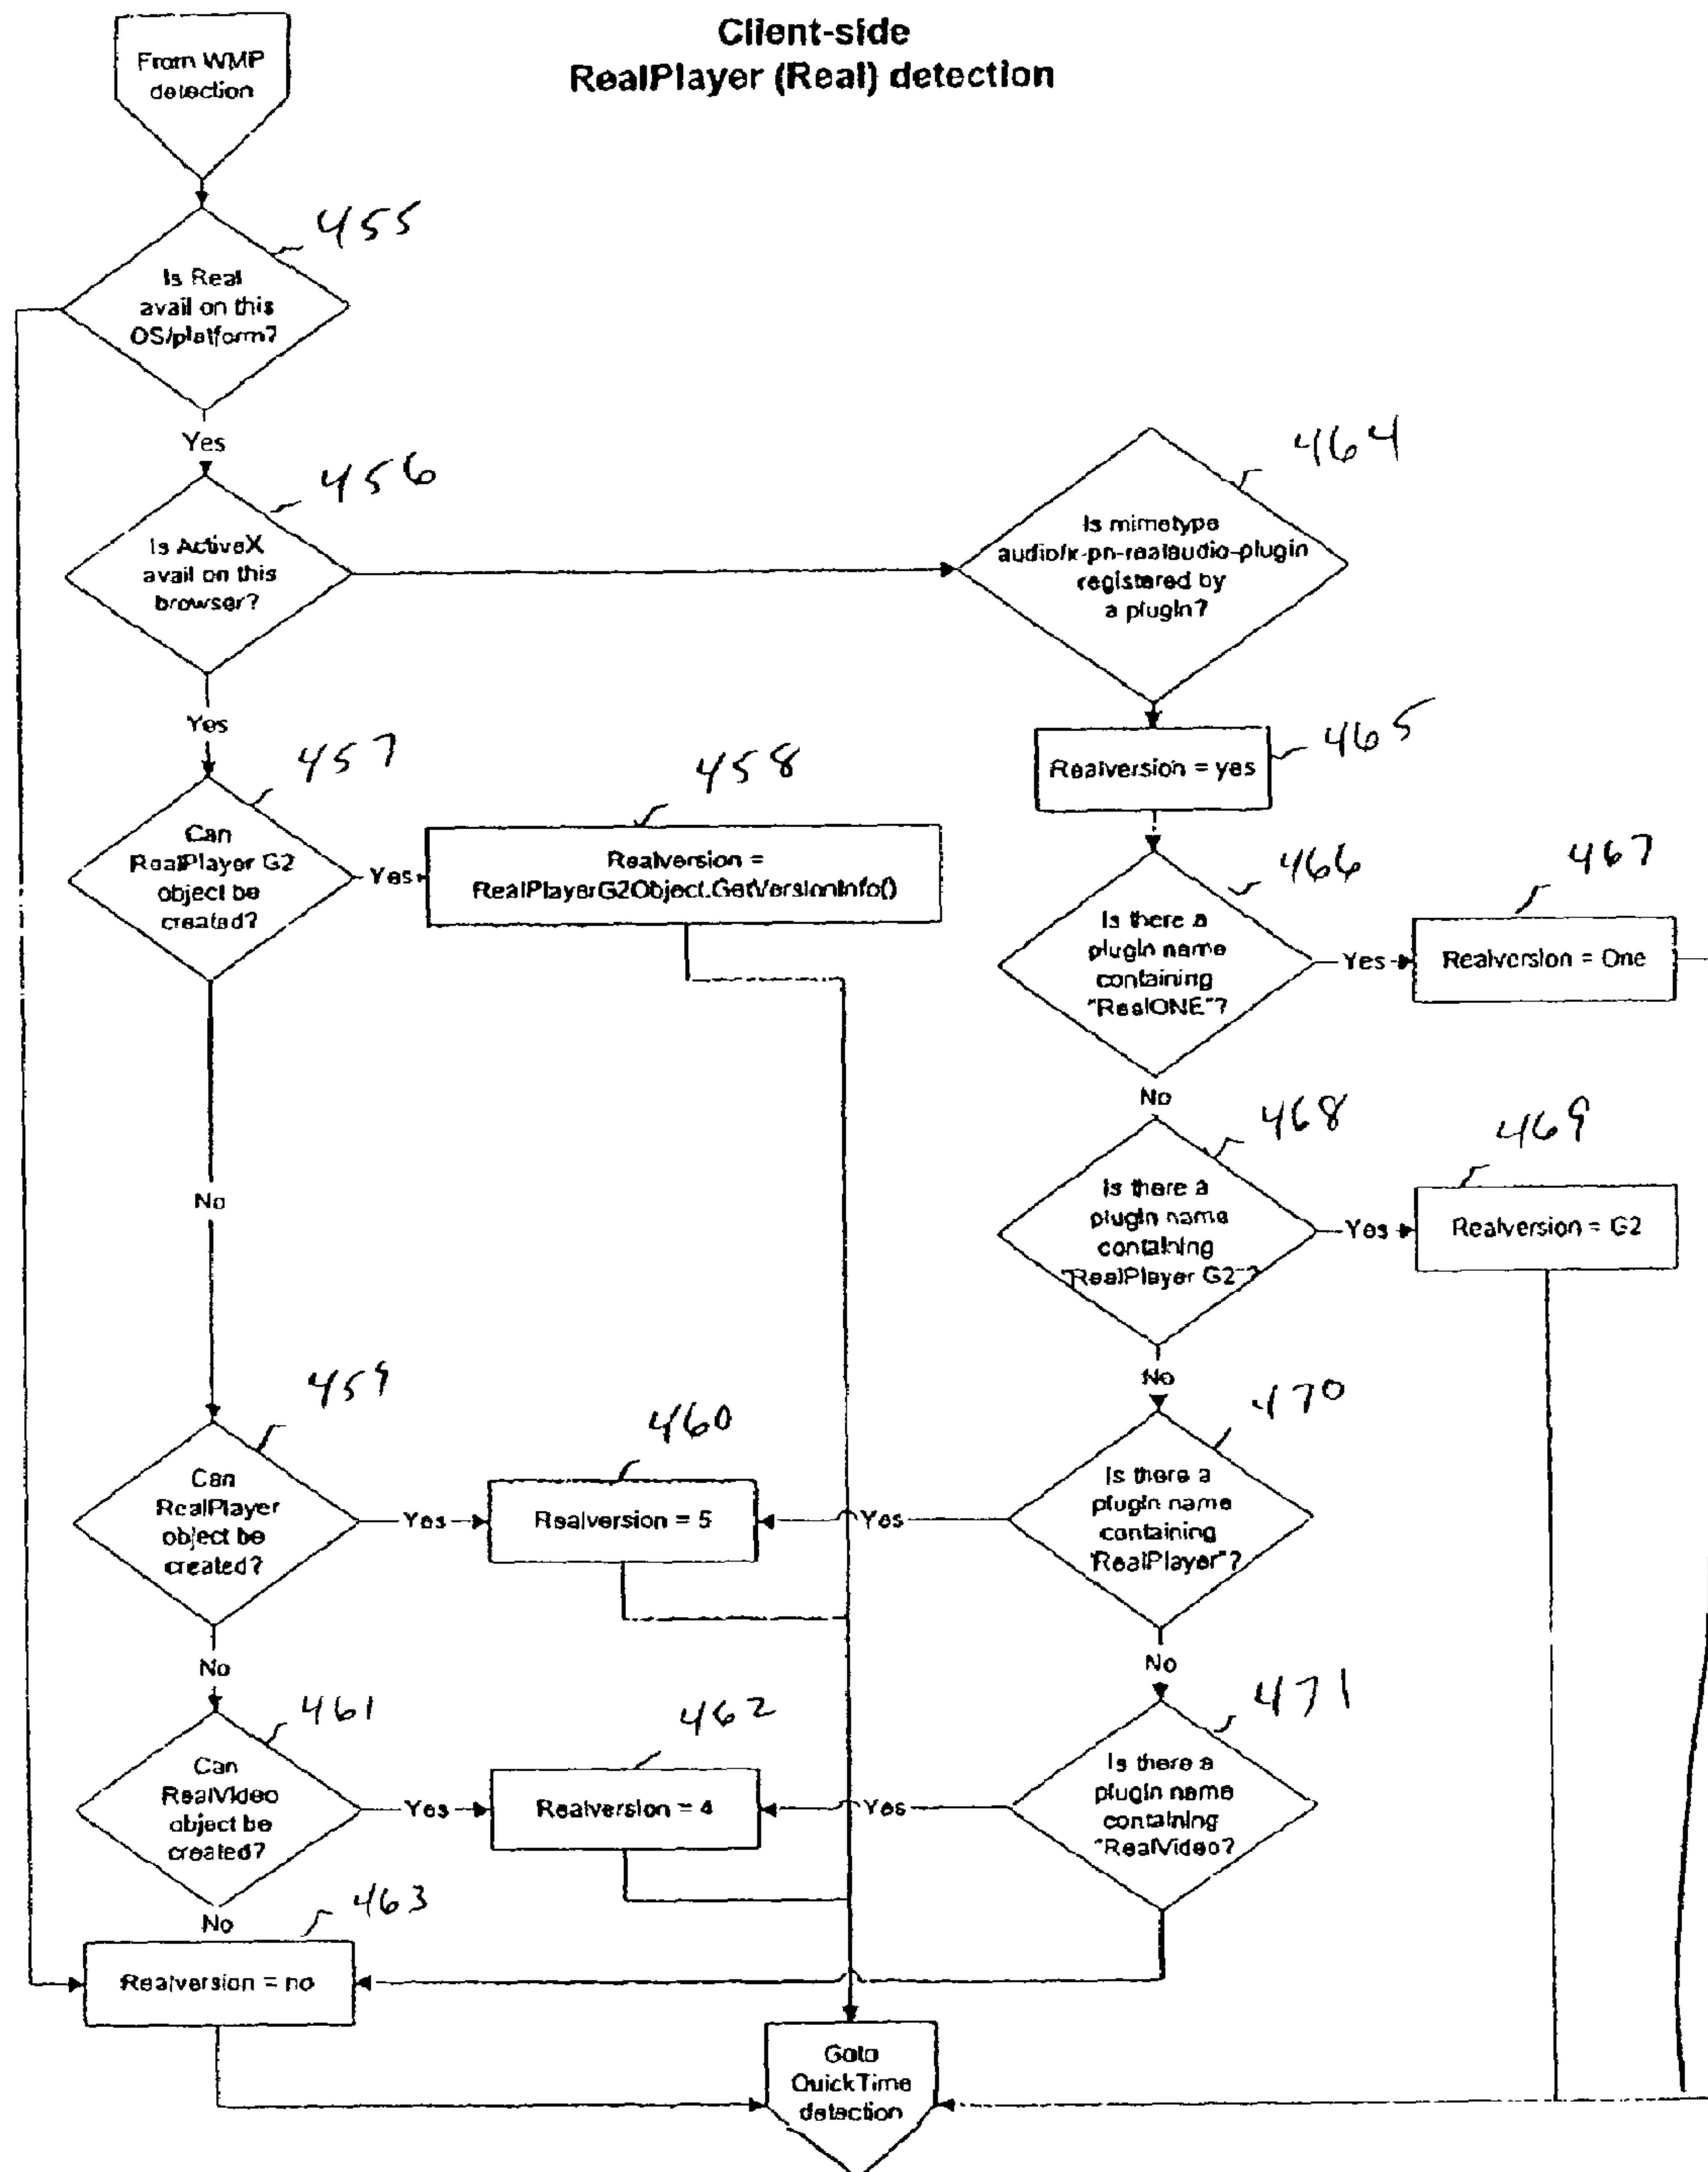 Client-side
RealPlayer (Real) detection
From WMP
detection
455
Is Real
avail on this
OS/platform?
Yes
456
Is ActiveX
avail on this
browser?
464
Is mimetype
audio/x-pn-realaudio-plugin
registered by
a plugin?
Yes
457
Can
RealPlayer G2
object be
created?
Yes
458
Realversion =
RealPlayerG2Object.GetVersionInfo()
465
Realversion = yes
466
Is there a
plugin name
containing
"RealONE"?
Yes
467
Realversion = One
No
468
Is there a
plugin name
containing
"RealPlayer G2"?
Yes
469
Realversion = G2
No
No
459
Can
RealPlayer
object be
created?
Yes
460
Realversion = 5
Yes
470
Is there a
plugin name
containing
"RealPlayer"?
No
No
461
Can
RealVideo
object be
created?
Yes
462
Realversion = 4
Yes
471
Is there a
plugin name
containing
"RealVideo?
No
463
Realversion = no
Goto
QuickTime
detection